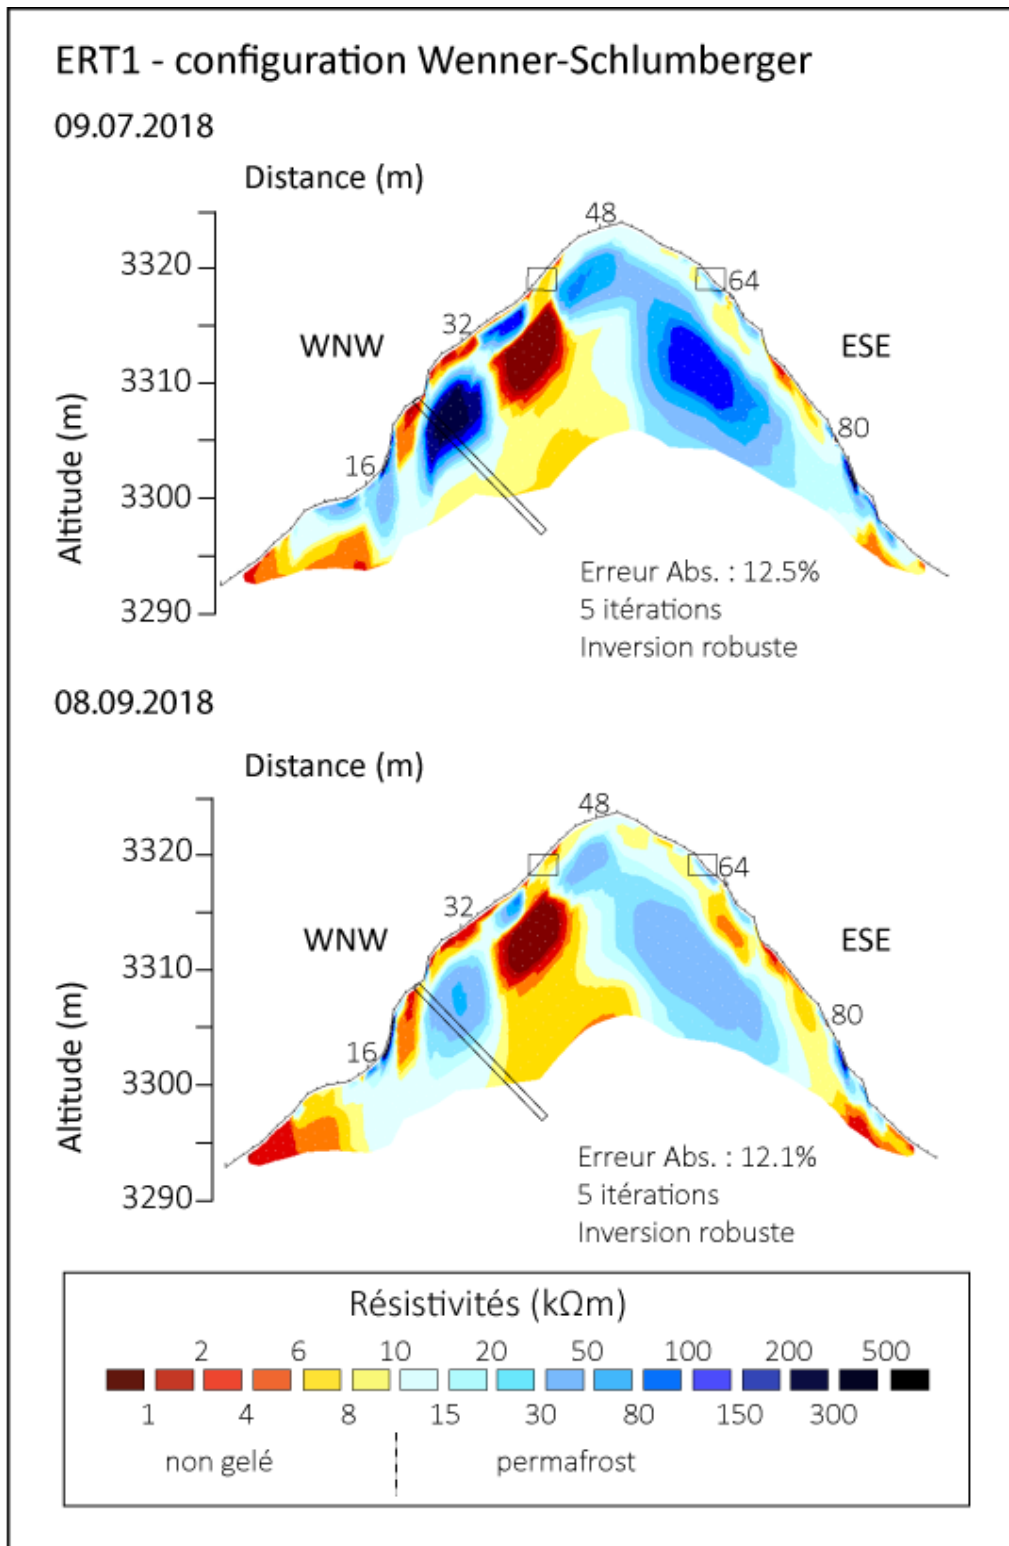 ERT1 - configuration Wenner-Schlumberger
09.07.2018
Distance (m)
48
3320
64
32
WNW
ESE
3310
Altitude (m)
80
16
3300
Erreur Abs. : 12.5%
5 itérations
3290
Inversion robuste
08.09.2018
Distance (m)
48
3320
64
32
WNW
ESE
3310
Altitude (m)
80
16
3300
Erreur Abs. : 12.1%
5 itérations
3290
Inversion robuste
Résistivités (kΩm)
2 6 10 20 50 100 200 500
1 4 8 15 30 80 150 300
non gelé permafrost